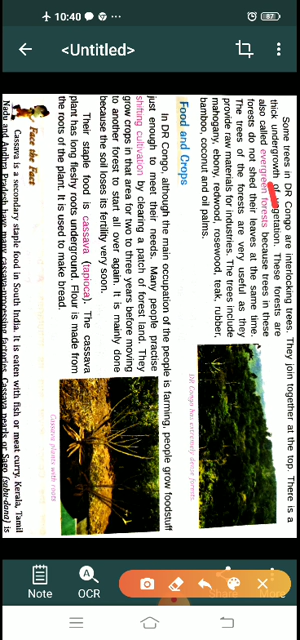 10:40
87
<Untitled>
Some trees in DR Congo are interlocking trees. They join together at the top. There is a
thick undergrowth of vegetation. These forests are
also called evergreen forests because trees in these
forests do not shed their leaves at the same time.
The trees in the forests are very useful as they
provide raw materials for industries. The trees include
mahogany, ebony, redwood, rosewood, teak, rubber,
bamboo, coconut and oil palms.
DR Congo has extremely dense forests.
Food and Crops
In DR Congo, although the main occupation of the people is farming, people grow foodstuff
just enough to meet their needs. Many people practise
shifting cultivation by clearing a patch of forest land. They
grow crops in this area for two to three years before moving
to another forest to start all over again. It is mainly done
because the soil loses its fertility very soon.
Their staple food is cassava (tapioca). The cassava
plant has long fleshy roots underground. Flour is made from
the roots of the plant. It is used to make bread.
Cassava plants with roots
Face the Fact
Cassava is a secondary staple food in South India. It is eaten with fish or meat curry. Kerala, Tamil
Nadu and Andhra Pradesh have many cassava-processing factories. Cassava pearls or Sago (sabu-dana) is
Note
OCR
Share
More